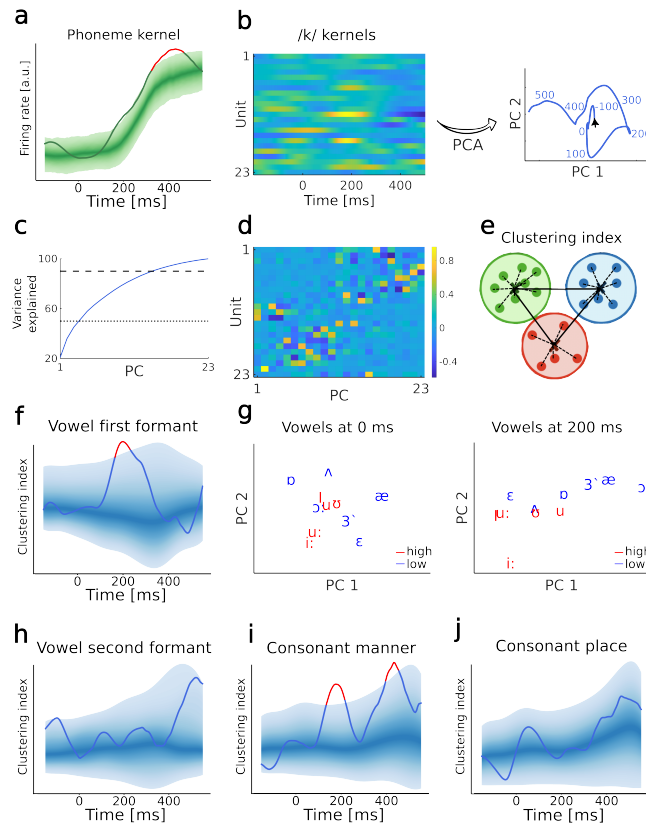 a
Phoneme kernel
Firing rate [a.u.]
0 200 400
Time [ms]
b
/k/ kernels
1
Unit
23
0 200 400
Time [ms]
PCA
PC 2
500
400
-100
300
0
200
100
PC 1
c
Variance
explained
100
60
20
1 23
PC
d
1
Unit
23
1 23
PC
0.8
0.4
0
-0.4
e
Clustering index
f
Vowel first formant
Clustering index
0 200 400
Time [ms]
g
Vowels at 0 ms
PC 2
ɒ ʌ
æ
ɔ: u ʊ
ɝ
u:
i: ɛ
high
low
PC 1
Vowels at 200 ms
PC 2
ɝ æ
ɛ ɒ
u: ʊ ʌ u
i:
high
low
PC 1
h
Vowel second formant
Clustering index
0 200 400
Time [ms]
i
Consonant manner
Clustering index
0 200 400
Time [ms]
j
Consonant place
Clustering index
0 200 400
Time [ms]